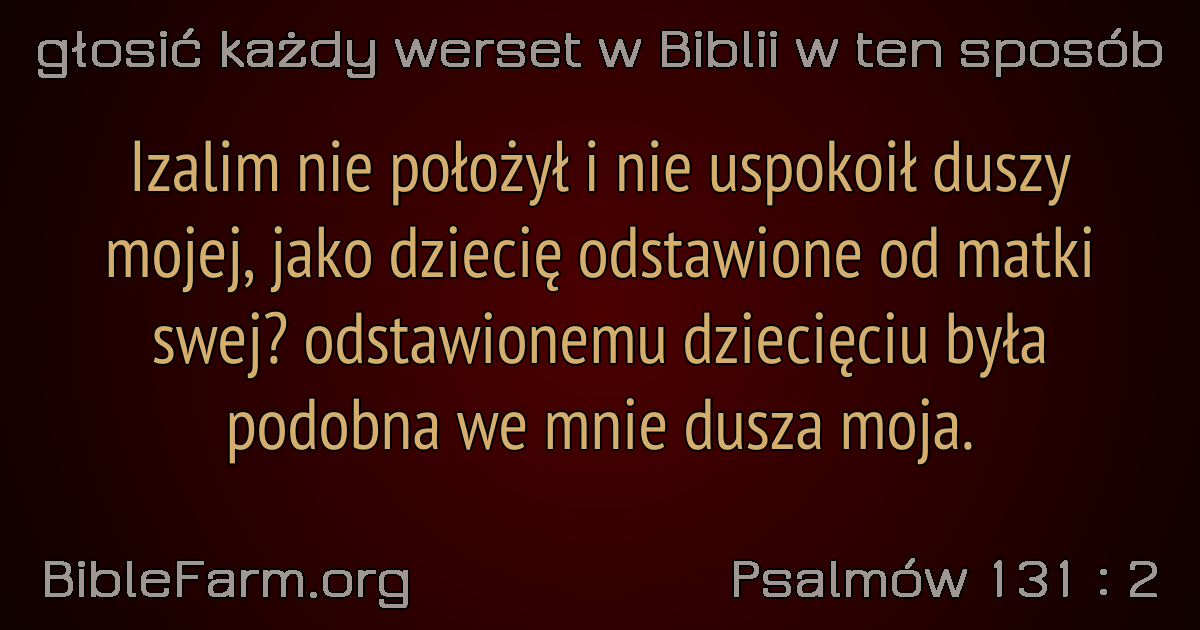 głosić każdy werset w Biblii w ten sposób
Izalim nie położył i nie uspokoił duszy
mojej, jako dziecię odstawione od matki
swej? odstawionemu dziecięciu była
podobna we mnie dusza moja.
BibleFarm.org
Psalmów 131 : 2